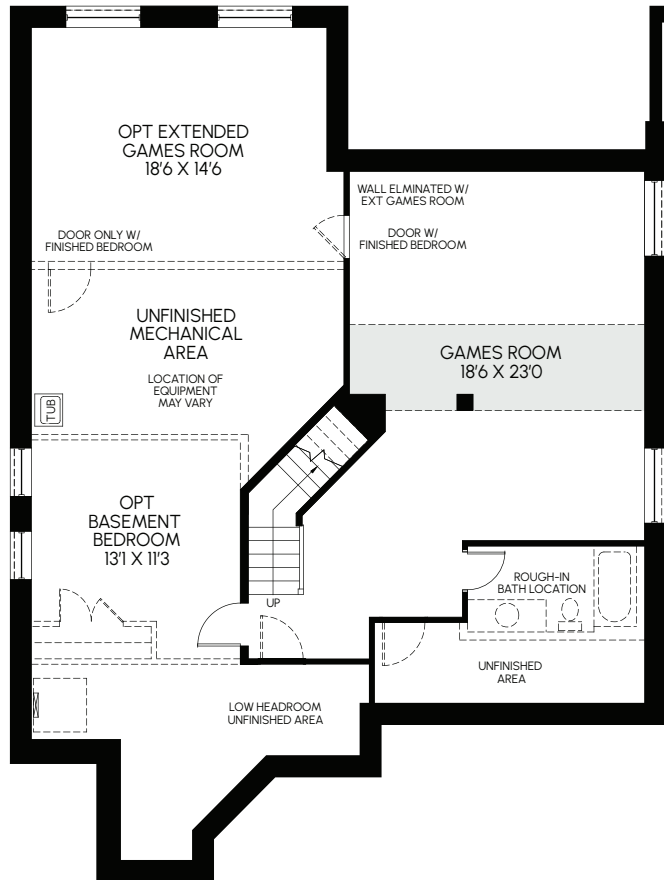 OPT EXTENDED
GAMES ROOM
18'6 X 14'6
WALL ELMINATED W/
EXT GAMES ROOM
DOOR ONLY W/
FINISHED BEDROOM
DOOR W/
FINISHED BEDROOM
UNFINISHED
MECHANICAL
AREA
LOCATION OF
EQUIPMENT
MAY VARY
GAMES ROOM
18'6 X 23'0
TUB
OPT
BASEMENT
BEDROOM
13'1 X 11'3
UP
ROUGH-IN
BATH LOCATION
UNFINISHED
AREA
LOW HEADROOM
UNFINISHED AREA